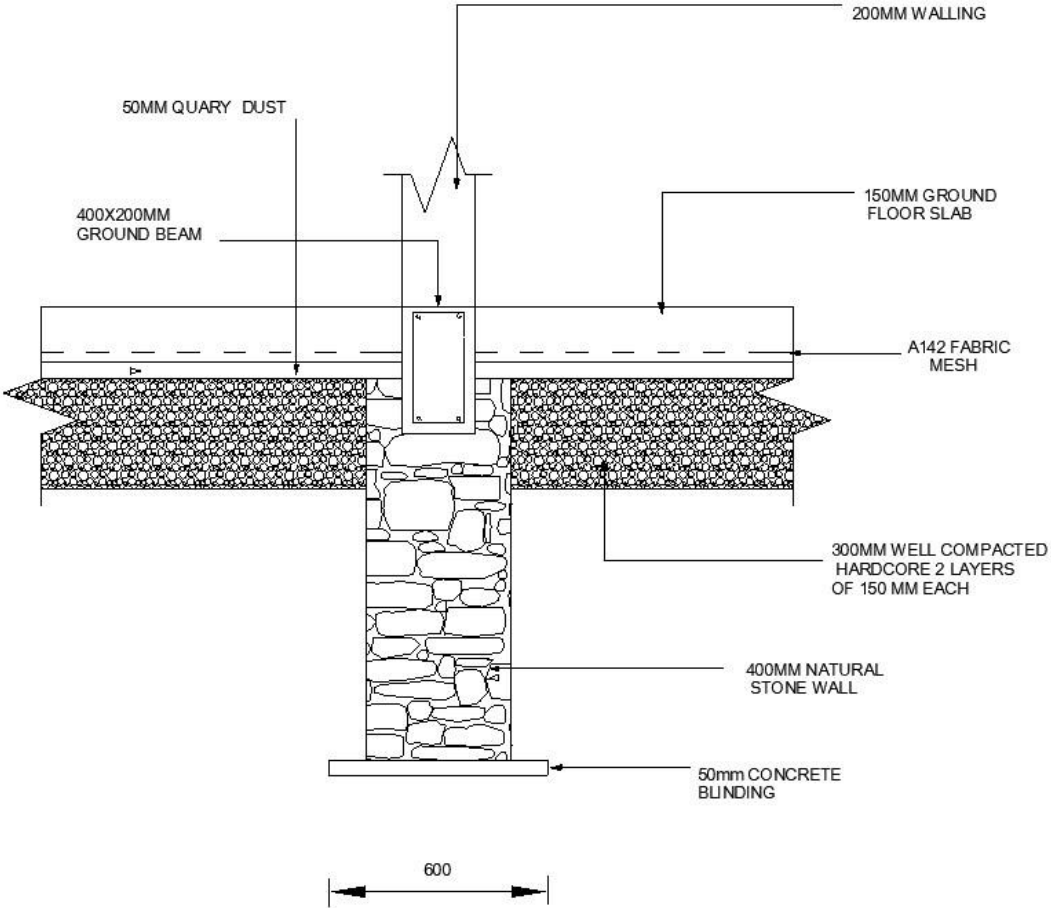 200MM WALLING
50MM QUARY DUST
150MM GROUND
FLOOR SLAB
400X200MM
GROUND BEAM
A142 FABRIC
MESH
300MM WELL COMPACTED
HARDCORE 2 LAYERS
OF 150 MM EACH
400MM NATURAL
STONE WALL
50mm CONCRETE
BLINDING
600